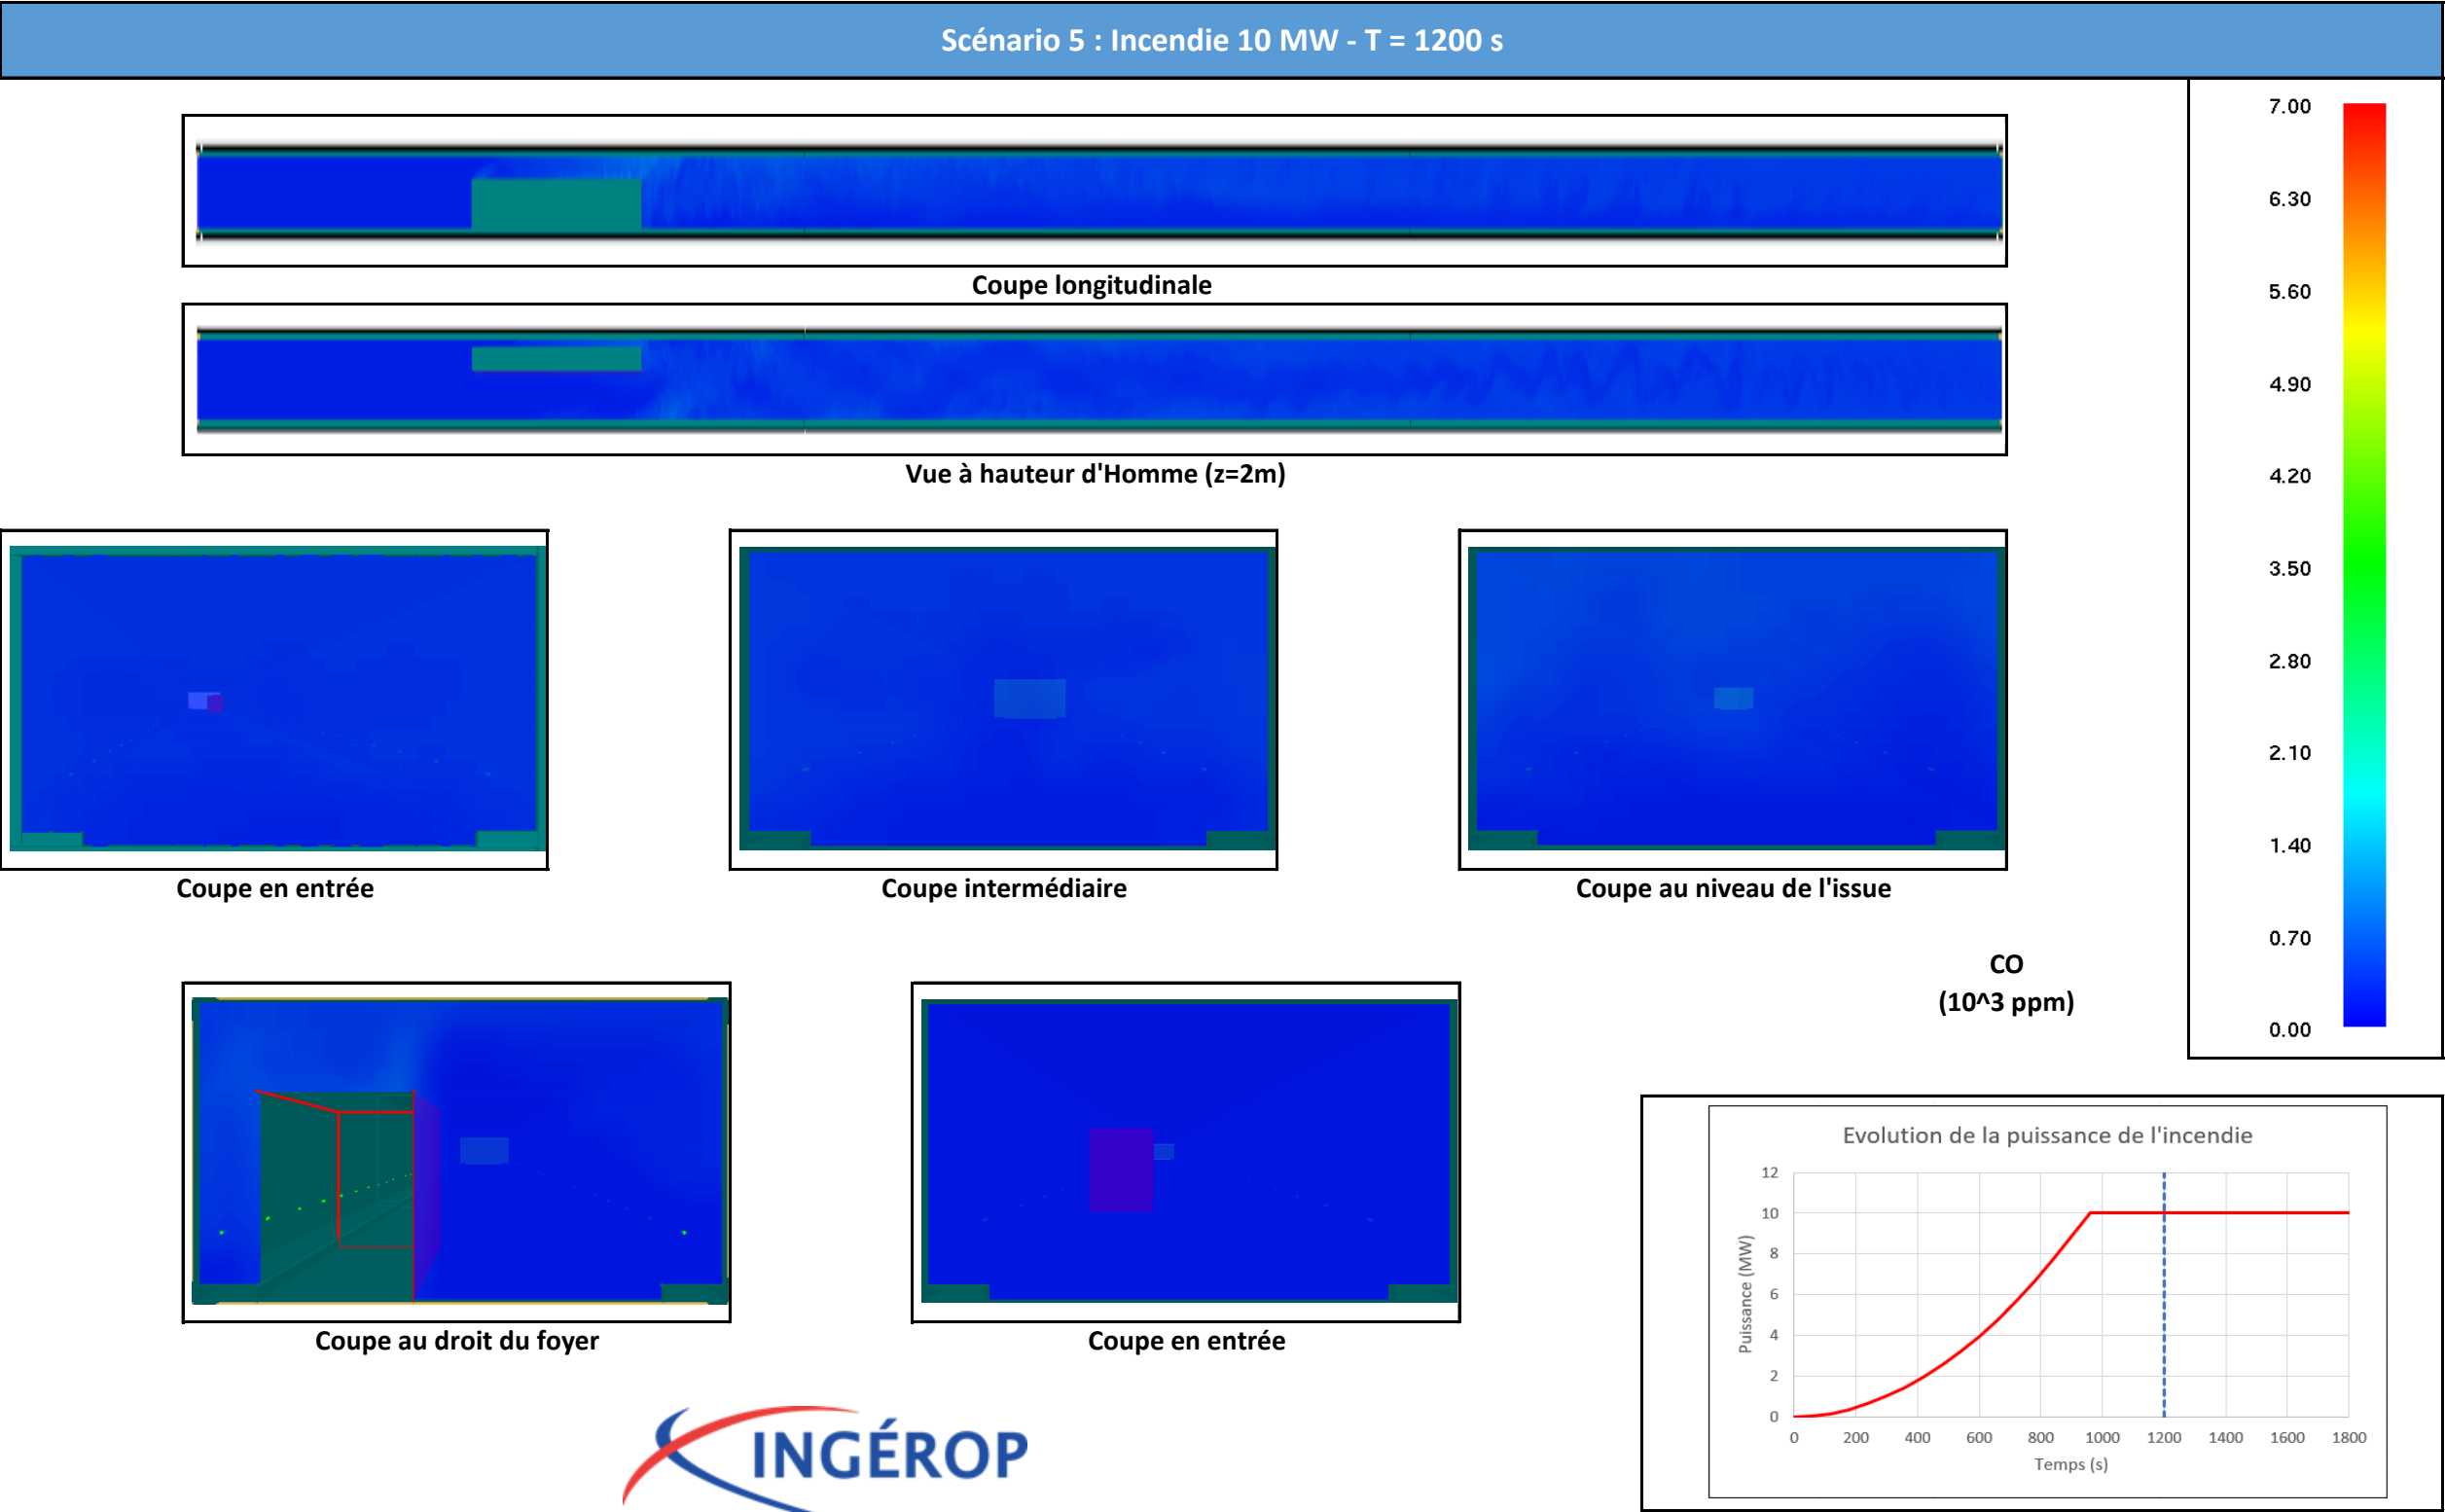 Scénario 5 : Incendie 10 MW - T = 1200 s
Coupe longitudinale
Vue à hauteur d'Homme (z=2m)
Coupe en entrée
Coupe intermédiaire
Coupe au niveau de l'issue
Coupe au droit du foyer
Coupe en entrée
CO
(10^3 ppm)
7.00
6.30
5.60
4.90
4.20
3.50
2.80
2.10
1.40
0.70
0.00
Evolution de la puissance de l'incendie
Puissance (MW)
12
10
8
6
4
2
0
0 200 400 600 800 1000 1200 1400 1600 1800
Temps (s)
INGÉROP